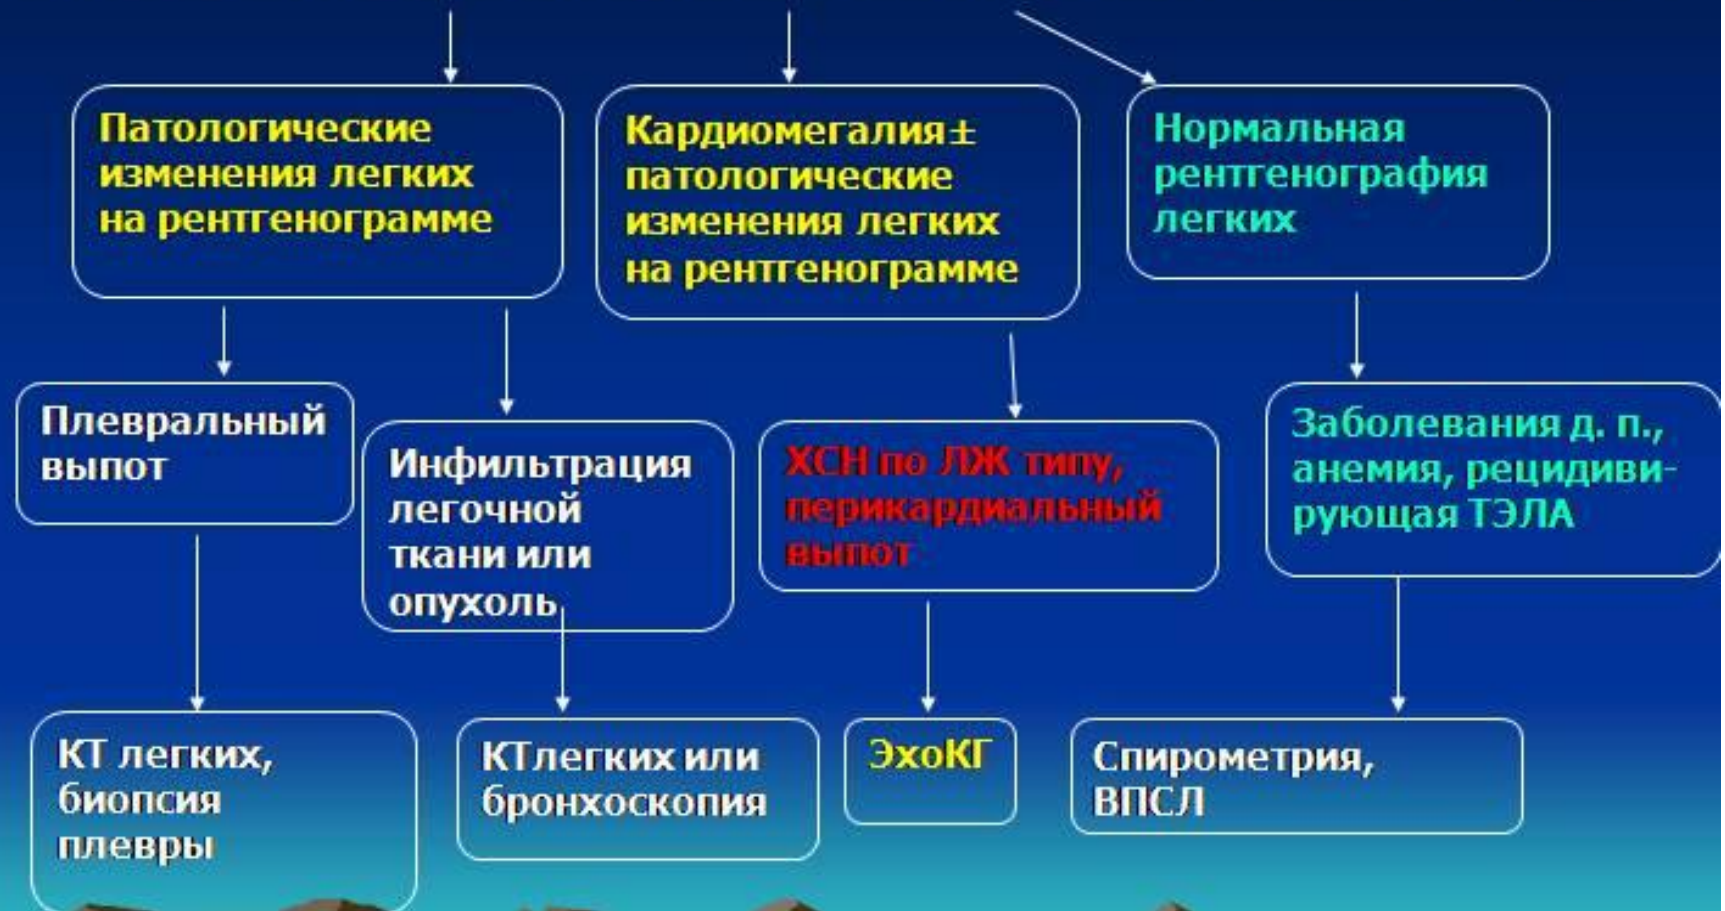 Патологические
изменения легких
на рентгенограмме
Кардиомегалия±
патологические
изменения легких
на рентгенограмме
Нормальная
рентгенография
легких
Плевральный
выпот
Инфильтрация
легочной
ткани или
опухоль
ХСН по ЛЖ типу,
перикардиальный
выпот
Заболевания д. п.,
анемия, рецидиви-
рующая ТЭЛА
КТ легких,
биопсия
плевры
КТлегких или
бронхоскопия
ЭхоКГ
Спирометрия,
ВПСЛ